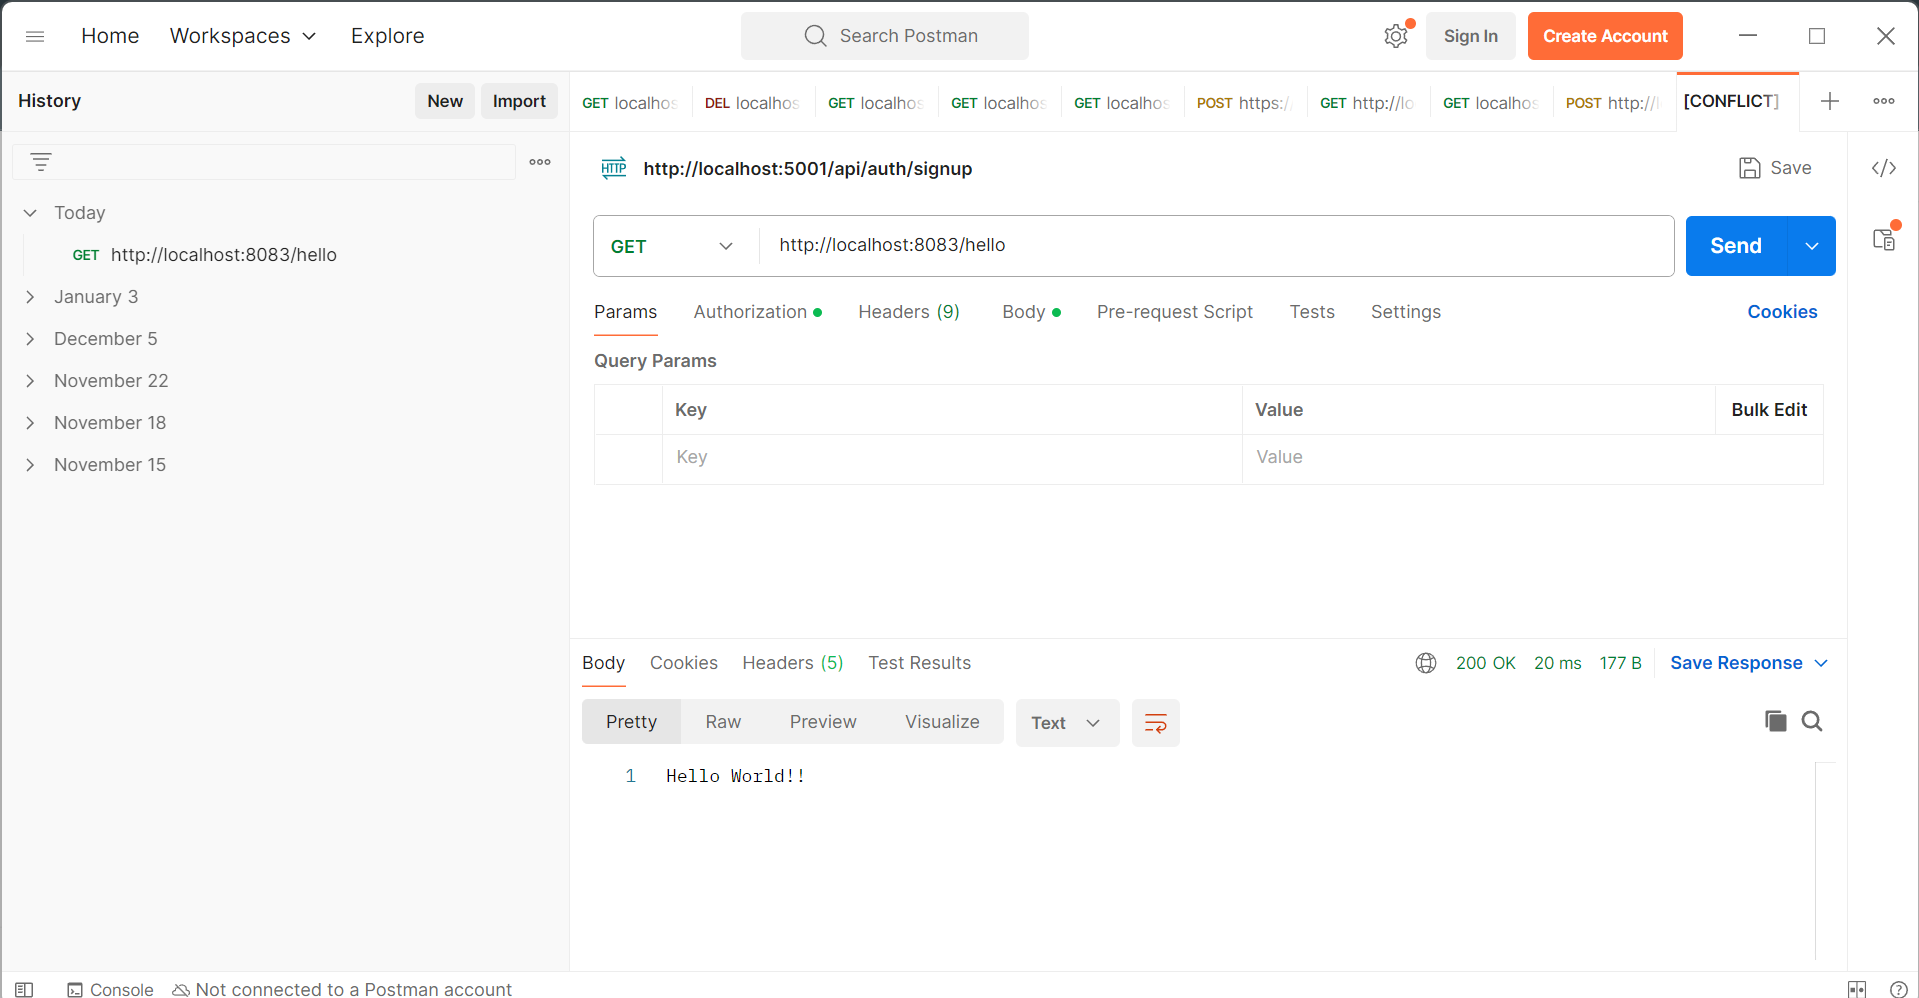 Home Workspaces Explore Search Postman Sign In Create Account
History New Import
GET localhos DEL localhos GET localhos GET localhos GET localhos POST https:/ GET http://lo GET localhos POST http://l [CONFLICT]
HTTP http://localhost:5001/api/auth/signup Save
Today
GET http://localhost:8083/hello
January 3
December 5
November 22
November 18
November 15
GET http://localhost:8083/hello Send
Params Authorization Headers (9) Body Pre-request Script Tests Settings Cookies
Query Params
Key Value Bulk Edit
Key Value
Body Cookies Headers (5) Test Results 200 OK 20 ms 177 B Save Response
Pretty Raw Preview Visualize Text
1 Hello World!!
Console Not connected to a Postman account